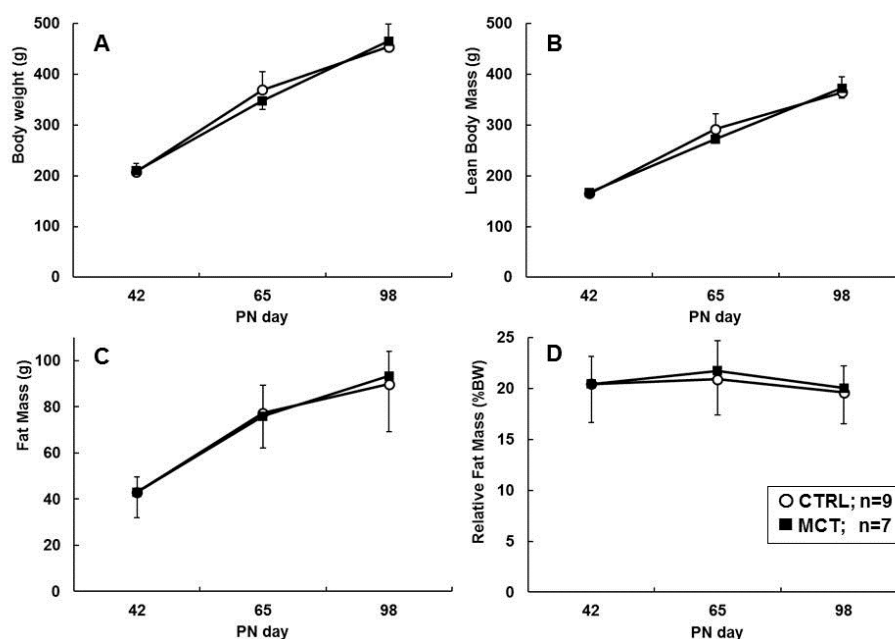 A
Body weight (g)
500
400
300
200
100
0
42
65
98
PN day
B
Lean Body Mass (g)
500
400
300
200
100
0
42
65
98
PN day
C
Fat Mass (g)
100
80
60
40
20
0
42
65
98
PN day
D
Relative Fat Mass (%BW)
25
20
15
10
5
0
42
65
98
PN day
CTRL; n=9
MCT; n=7